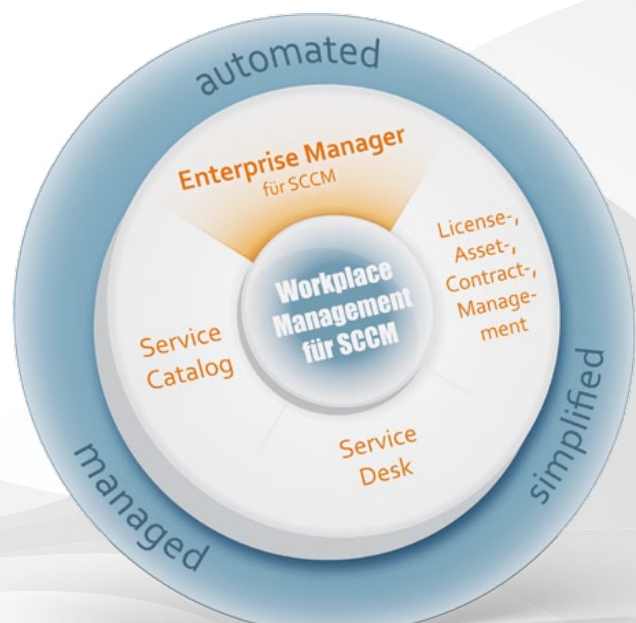 automated
Enterprise Manager
für SCCM
License-,
Asset-,
Contract-,
Manage-
ment
Workplace
Management
für SCCM
Service
Catalog
Service
Desk
managed
simplified